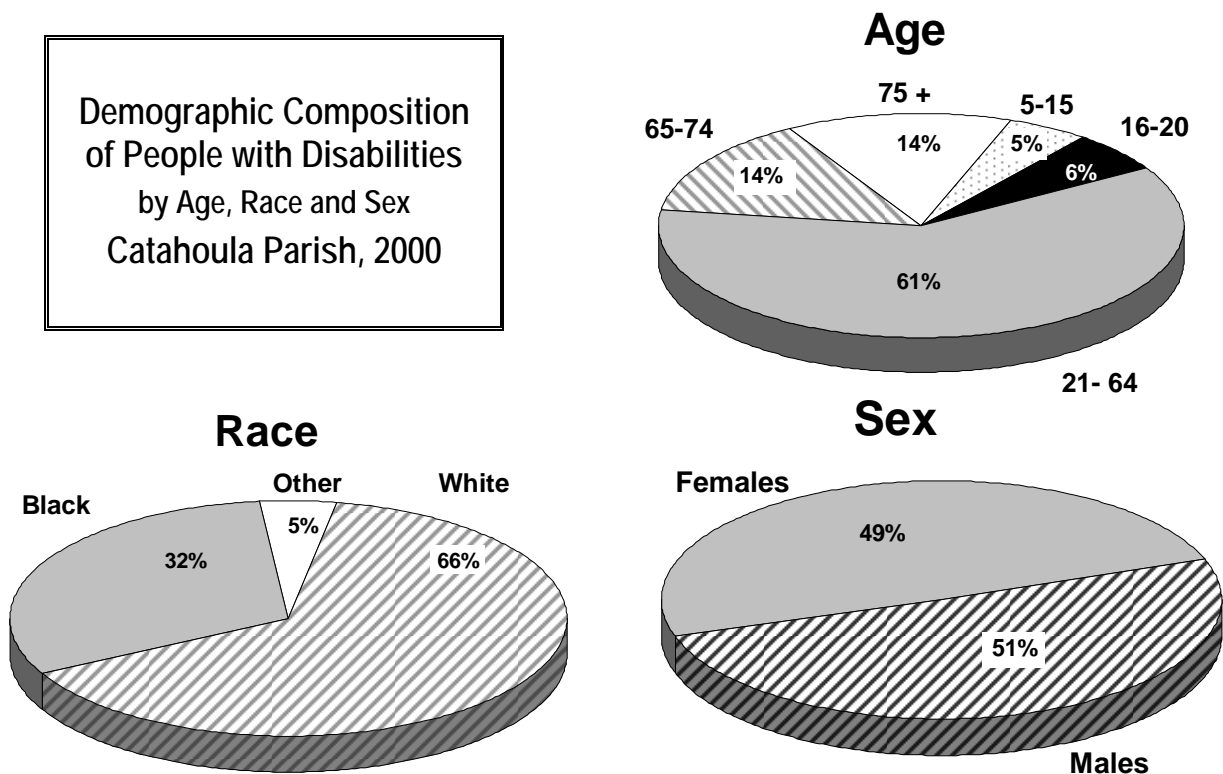 Demographic Composition
of People with Disabilities
by Age, Race and Sex
Catahoula Parish, 2000
Age
75 +
5-15
65-74
16-20
14%
5%
14%
6%
61%
21- 64
Race
Other
White
Black
5%
32%
66%
Sex
Females
49%
51%
Males